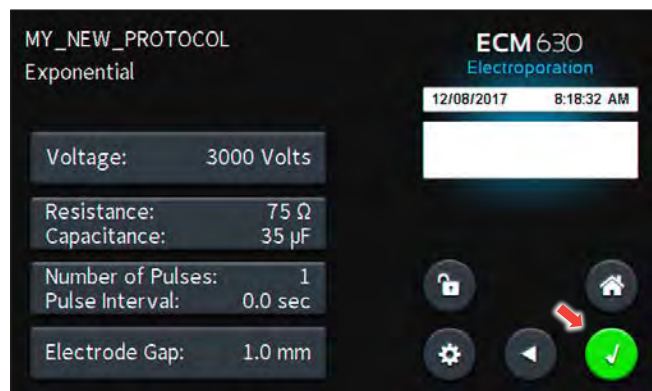 MY_NEW_PROTOCOL
Exponential
ECM 630
Electroporation
12/08/2017 8:18:32 AM
Voltage: 3000 Volts
Resistance: 75 Ω
Capacitance: 35 µF
Number of Pulses: 1
Pulse Interval: 0.0 sec
Electrode Gap: 1.0 mm